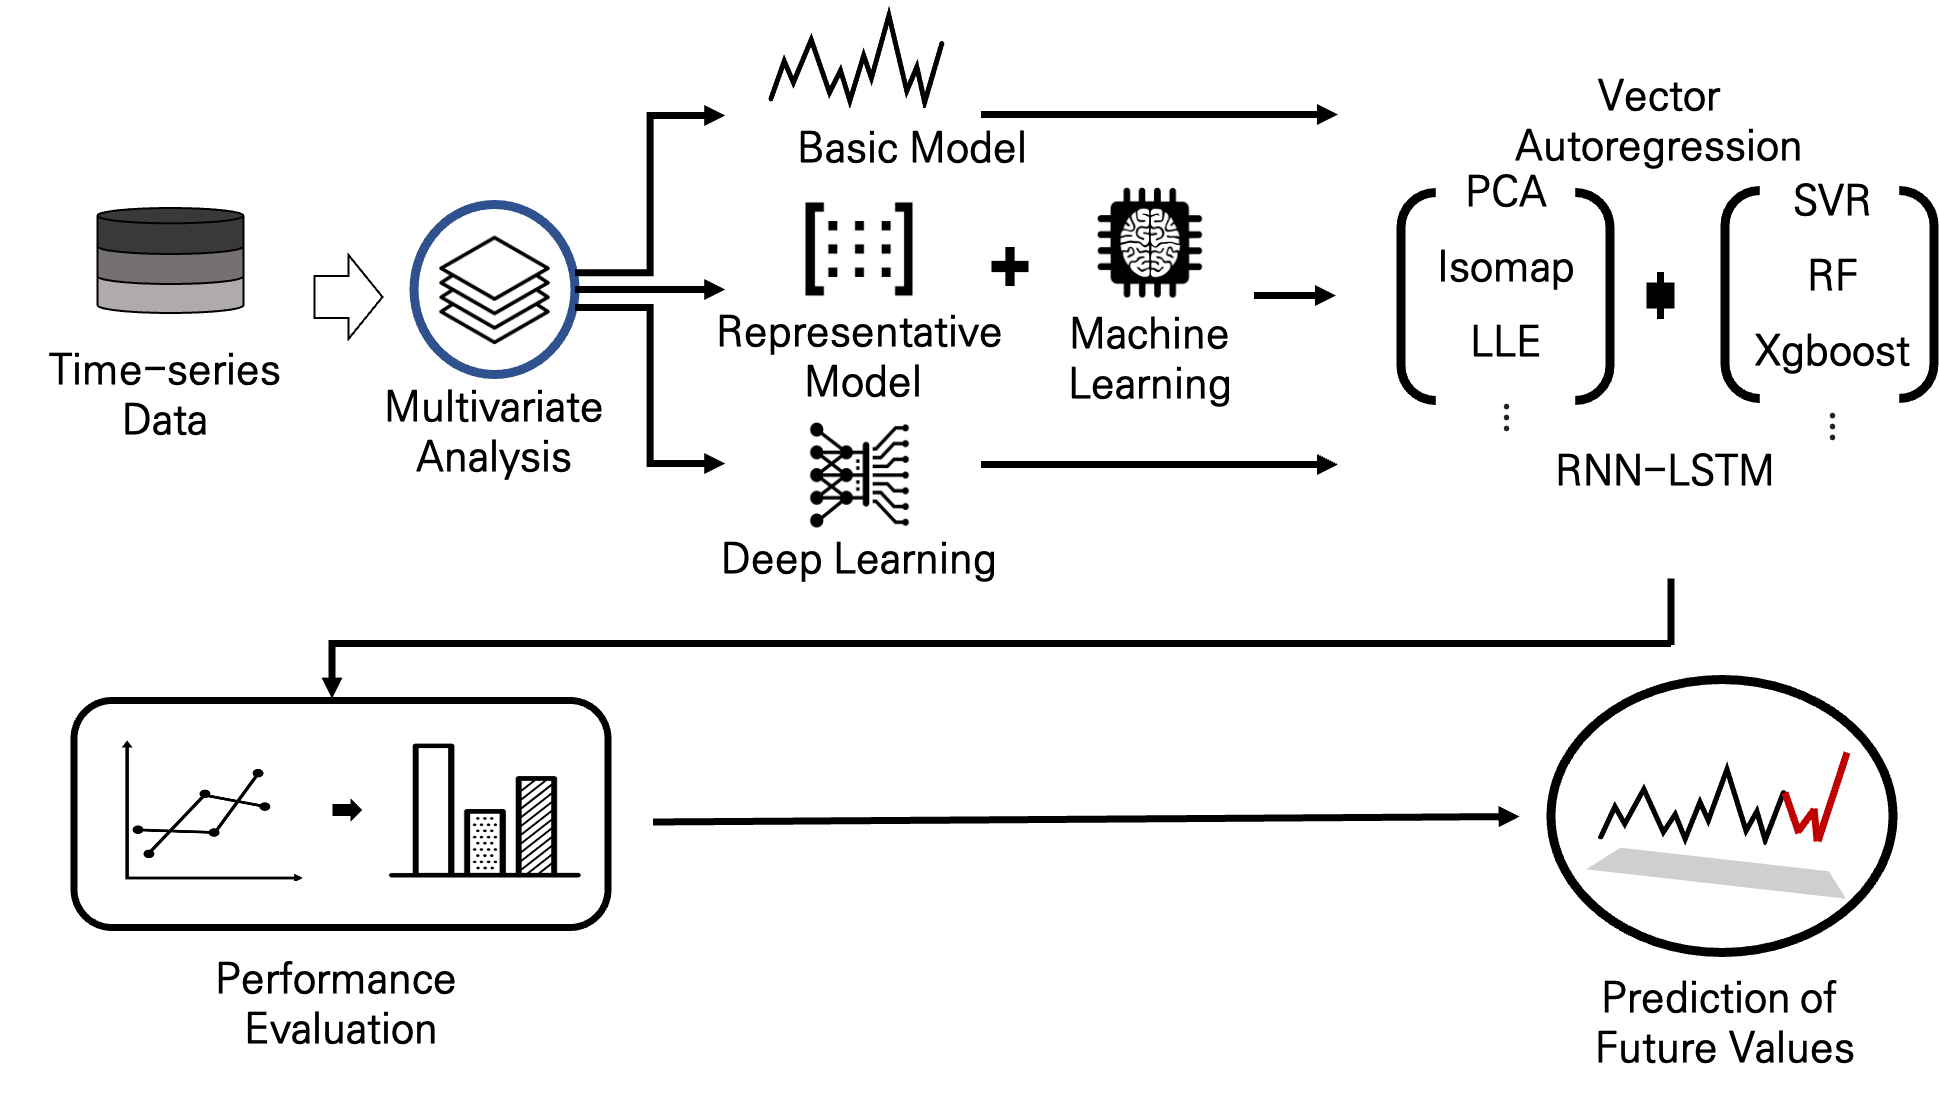 Time-series
Data
Multivariate
Analysis
Basic Model
Representative
Model
Machine
Learning
Deep Learning
Vector
Autoregression
PCA
Isomap
LLE
⋮
SVR
RF
Xgboost
⋮
RNN-LSTM
Performance
Evaluation
Prediction of
Future Values